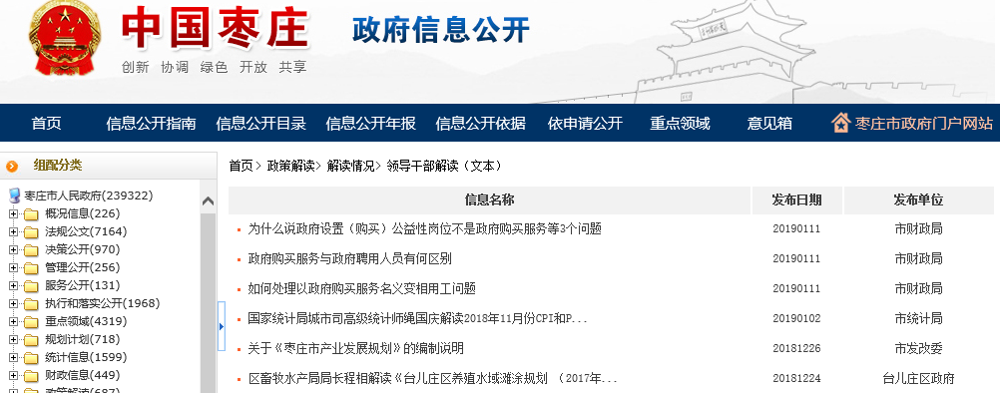 中国枣庄
政府信息公开
创新 协调 绿色 开放 共享
首页 信息公开指南 信息公开目录 信息公开年报 信息公开依据 依申请公开 重点领域 意见箱 枣庄市政府门户网站
组配分类
枣庄市人民政府(239322)
概况信息(226)
法规公文(7164)
决策公开(970)
管理公开(256)
服务公开(131)
执行和落实公开(1968)
重点领域(4319)
规划计划(718)
统计信息(1599)
财政信息(449)
政策解读(687)
首页> 政策解读> 解读情况> 领导干部解读（文本）
信息名称 发布日期 发布单位
为什么说政府设置（购买）公益性岗位不是政府购买服务等3个问题 20190111 市财政局
政府购买服务与政府聘用人员有何区别 20190111 市财政局
如何处理以政府购买服务名义变相用工问题 20190111 市财政局
国家统计局城市司高级统计师绳国庆解读2018年11月份CPI和P... 20190102 市统计局
关于《枣庄市产业发展规划》的编制说明 20181226 市发改委
区畜牧水产局局长程相解读《台儿庄区养殖水域滩涂规划 （2017年... 20181224 台儿庄区政府